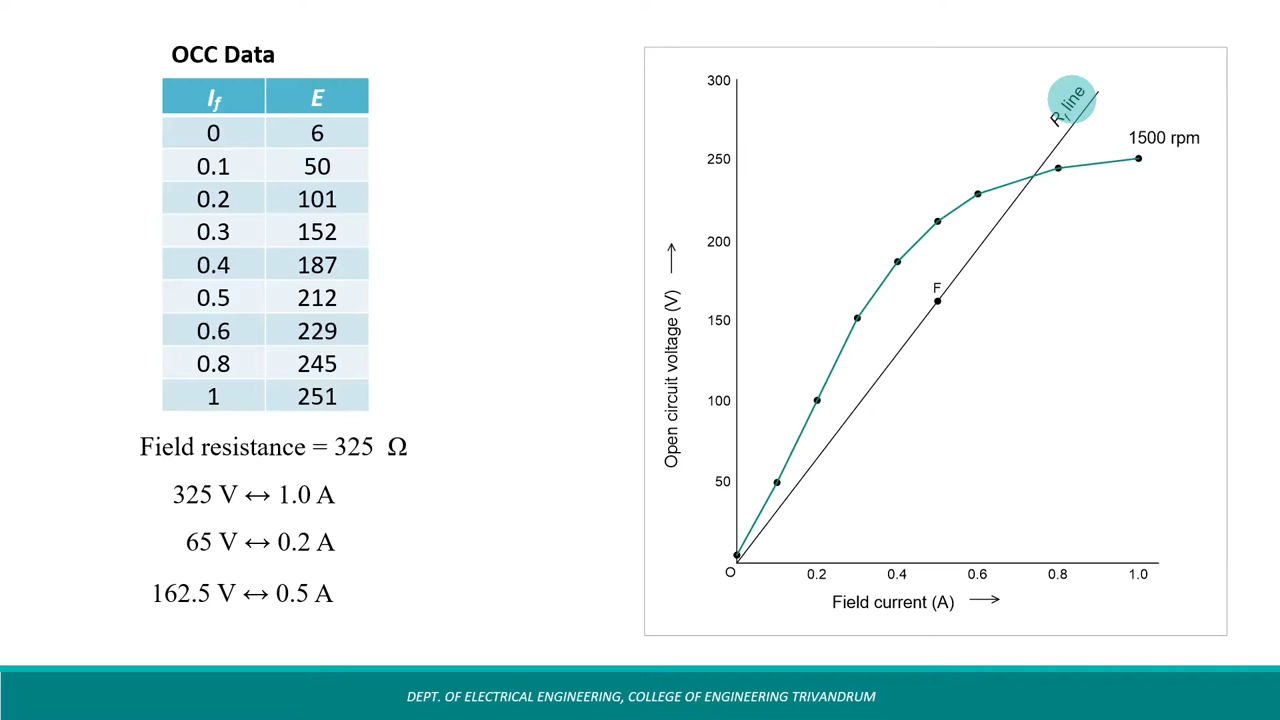 OCC Data
I_f E
0 6
0.1 50
0.2 101
0.3 152
0.4 187
0.5 212
0.6 229
0.8 245
1 251
Field resistance = 325 Ω
325 V ↔ 1.0 A
65 V ↔ 0.2 A
162.5 V ↔ 0.5 A
300
250
200
150
100
50
O
0.2 0.4 0.6 0.8 1.0
Open circuit voltage (V) →
Field current (A) →
R_f line
1500 rpm
F
DEPT. OF ELECTRICAL ENGINEERING, COLLEGE OF ENGINEERING TRIVANDRUM